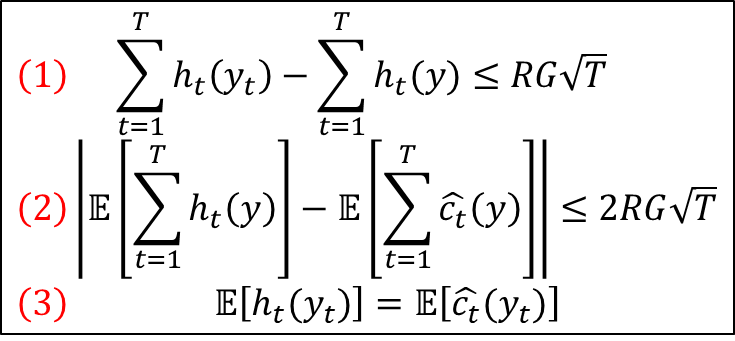 (1) \sum_{t=1}^{T} h_t(y_t) - \sum_{t=1}^{T} h_t(y) \leq RG\sqrt{T}
(2) \left| \mathbb{E}\left[ \sum_{t=1}^{T} h_t(y) \right] - \mathbb{E}\left[ \sum_{t=1}^{T} \widehat{c_t}(y) \right] \right| \leq 2RG\sqrt{T}
(3) \mathbb{E}[h_t(y_t)] = \mathbb{E}[\widehat{c_t}(y_t)]